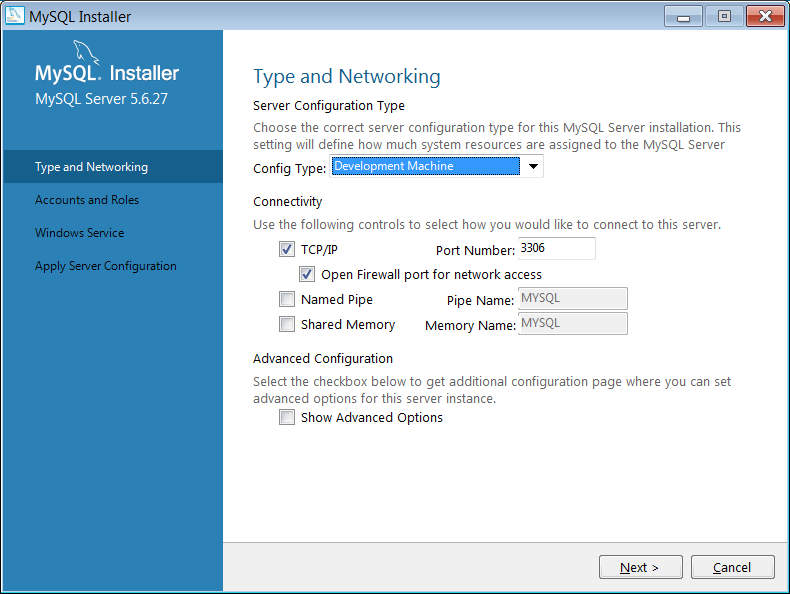 MySQL Installer
MySQL. Installer
MySQL Server 5.6.27
Type and Networking
Accounts and Roles
Windows Service
Apply Server Configuration
Type and Networking
Server Configuration Type
Choose the correct server configuration type for this MySQL Server installation. This
setting will define how much system resources are assigned to the MySQL Server
Config Type: Development Machine
Connectivity
Use the following controls to select how you would like to connect to this server.
TCP/IP Port Number: 3306
Open Firewall port for network access
Named Pipe Pipe Name: MYSQL
Shared Memory Memory Name: MYSQL
Advanced Configuration
Select the checkbox below to get additional configuration page where you can set
advanced options for this server instance.
Show Advanced Options
Next > Cancel